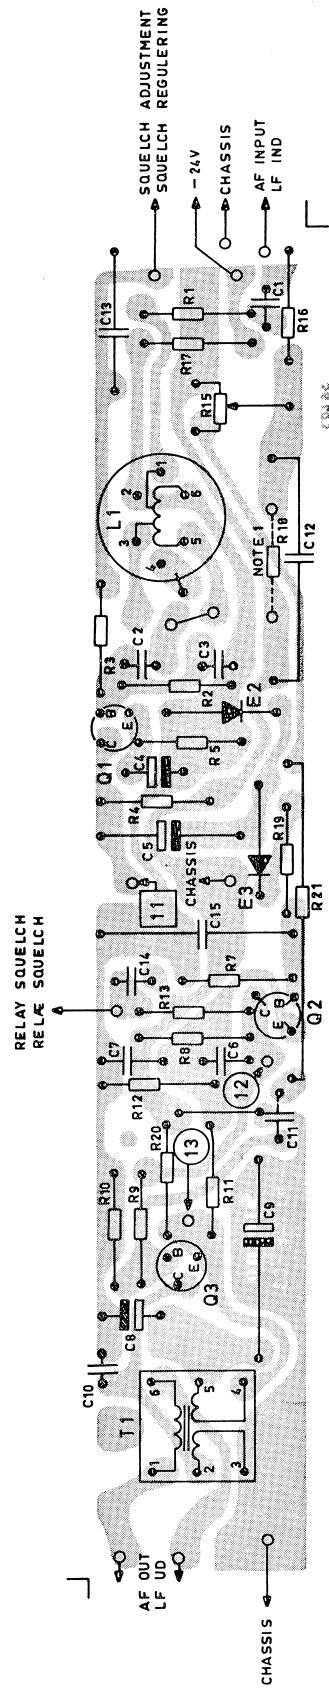 SQUELCH ADJUSTMENT
SQUELCH REGULERING
-24V
CHASSIS
AF INPUT
LF IND
C13
R1
C1
R17
R16
R15
L1
1
2
3
4
5
6
NOTE 1
R18
C12
R3
C2
C3
R2
E2
Q1
C
B
E
R5
C4
R4
C5
CHASSIS
E3
R19
R21
11
C15
RELAY SQUELCH
RELÆ SQUELCH
C14
R7
R13
C7
R8
C6
Q2
C
B
E
R12
12
C11
R20
13
R10
R9
R11
C9
Q3
C
B
E
C8
C10
T1
1
2
3
4
5
6
AF OUT
LF UD
CHASSIS